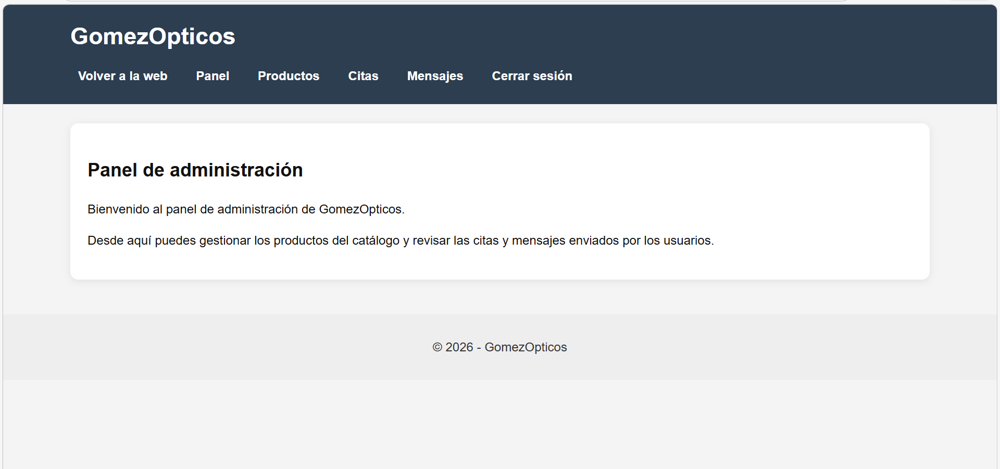 GomezOpticos
Volver a la web Panel Productos Citas Mensajes Cerrar sesión
Panel de administración
Bienvenido al panel de administración de GomezOpticos.
Desde aquí puedes gestionar los productos del catálogo y revisar las citas y mensajes enviados por los usuarios.
© 2026 - GomezOpticos